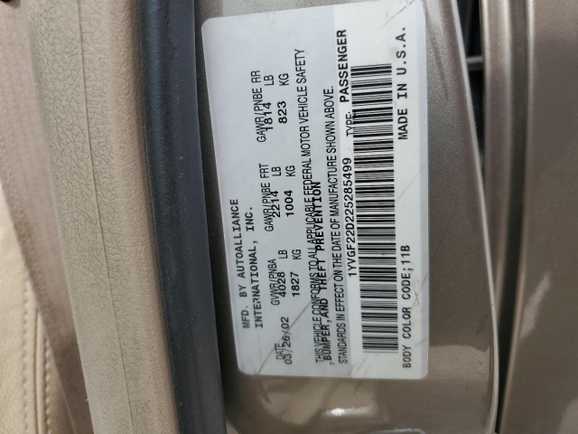 MFD. BY AUTOALLIANCE
INTERNATIONAL, INC.
DATE GVWR/PNBA GAWR/PNBE FRT GAWR/PNBE RR
03/26/02 4028 LB 2214 LB 1814 LB
1827 KG 1004 KG 823 KG
THIS VEHICLE CONFORMS TO ALL APPLICABLE FEDERAL MOTOR VEHICLE SAFETY
, BUMPER, AND THEFT PREVENTION
STANDARDS IN EFFECT ON THE DATE OF MANUFACTURE SHOWN ABOVE.
1YVGF22D225285499 TYPE: PASSENGER
BODY COLOR CODE; 11B MADE IN U.S.A.